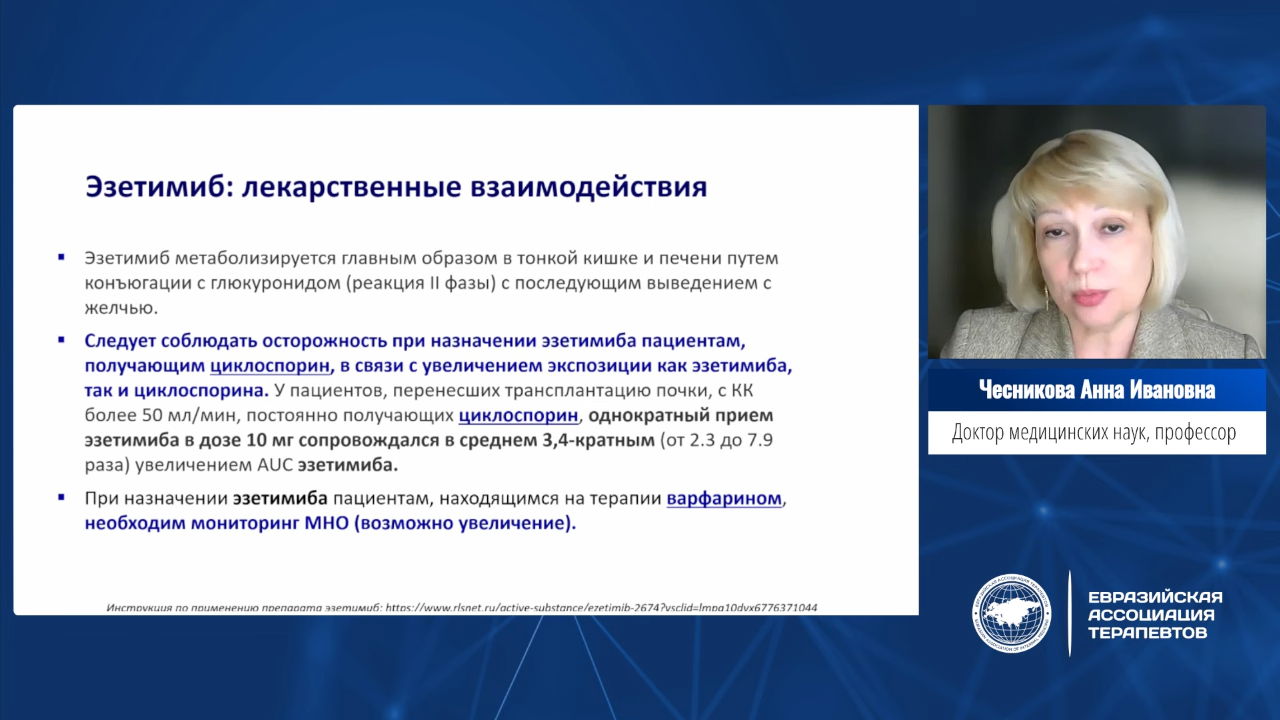 Эзетимиб: лекарственные взаимодействия
▪ Эзетимиб метаболизируется главным образом в тонкой кишке и печени путем
конъюгации с глюкуронидом (реакция II фазы) с последующим выведением с
желчью.
▪ Следует соблюдать осторожность при назначении эзетимиба пациентам,
получающим циклоспорин, в связи с увеличением экспозиции как эзетимиба,
так и циклоспорина. У пациентов, перенесших трансплантацию почки, с КК
более 50 мл/мин, постоянно получающих циклоспорин, однократный прием
эзетимиба в дозе 10 мг сопровождался в среднем 3,4-кратным (от 2.3 до 7.9
раза) увеличением AUC эзетимиба.
▪ При назначении эзетимиба пациентам, находящимся на терапии варфарином,
необходим мониторинг МНО (возможно увеличение).
Инструкция по применению препарата эзетимиб: https://www.rlsnet.ru/active-substance/ezetimib-2674?vsclid=lmpa10dvx6776371044
Чесникова Анна Ивановна
Доктор медицинских наук, профессор
ЕВРАЗИЙСКАЯ
АССОЦИАЦИЯ
ТЕРАПЕВТОВ